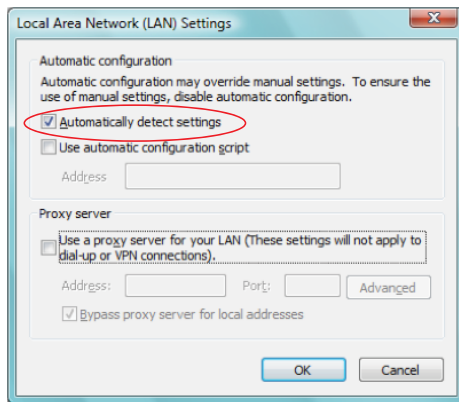 Local Area Network (LAN) Settings
Automatic configuration
Automatic configuration may override manual settings. To ensure the
use of manual settings, disable automatic configuration.
Automatically detect settings
Use automatic configuration script
Address
Proxy server
Use a proxy server for your LAN (These settings will not apply to
dial-up or VPN connections).
Address: Port: Advanced
Bypass proxy server for local addresses
OK Cancel